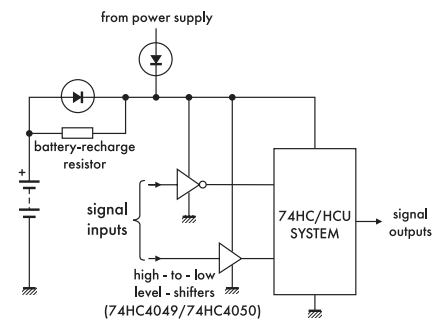 from power supply
battery-recharge
resistor
+
signal
inputs
74HC/HCU
SYSTEM
signal
outputs
high - to - low
level - shifters
(74HC4049/74HC4050)